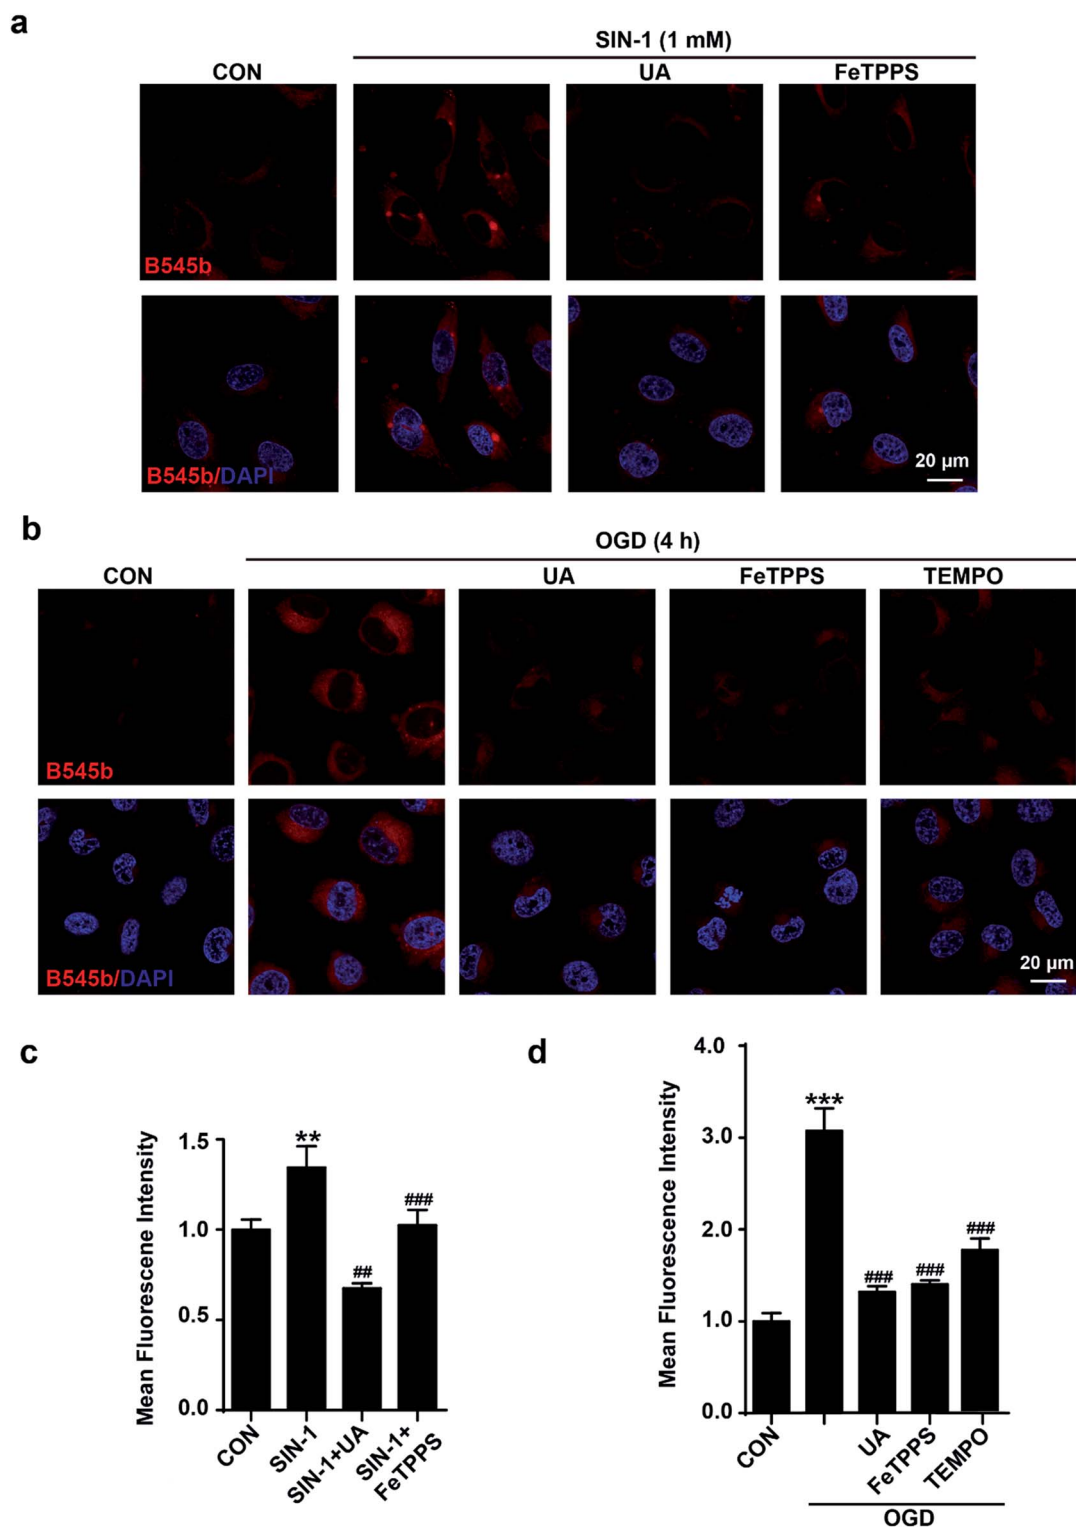 a
SIN-1 (1 mM)
CON UA FeTPPS
B545b
B545b/DAPI
20 μm
b
OGD (4 h)
CON UA FeTPPS TEMPO
B545b
B545b/DAPI
20 μm
c
Mean Fluorescene Intensity
1.5
1.0
0.5
0.0
**
##
###
CON
SIN-1
SIN-1+UA
SIN-1+
FeTPPS
d
Mean Fluorescence Intensity
4.0
3.0
2.0
1.0
0.0
***
###
###
###
CON
UA
FeTPPS
TEMPO
OGD